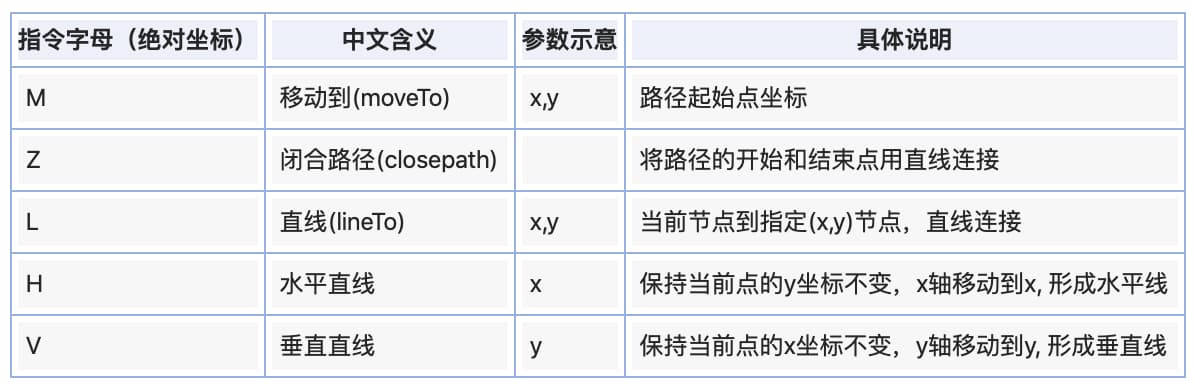 指令字母（绝对坐标） 中文含义 参数示意 具体说明
M 移动到(moveTo) x,y 路径起始点坐标
Z 闭合路径(closepath) 将路径的开始和结束点用直线连接
L 直线(lineTo) x,y 当前节点到指定(x,y)节点，直线连接
H 水平直线 x 保持当前点的y坐标不变，x轴移动到x, 形成水平线
V 垂直直线 y 保持当前点的x坐标不变，y轴移动到y, 形成垂直线